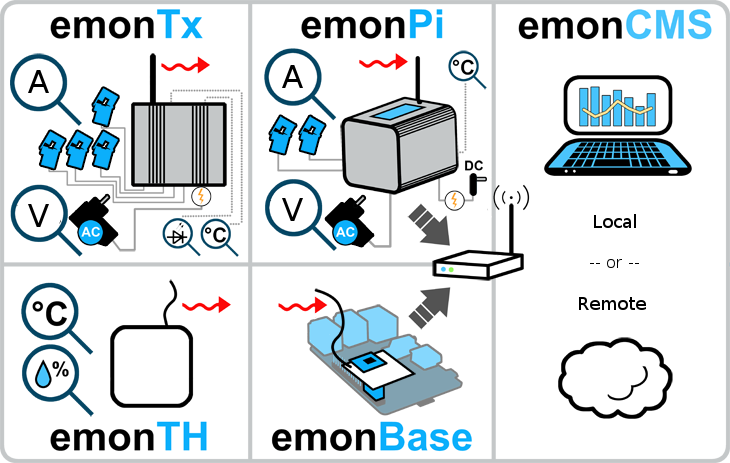 emonTx
A
V
AC
°C
emonPi
A
°C
DC
V
AC
emonCMS
Local
-- or --
Remote
°C
%
emonTH
emonBase